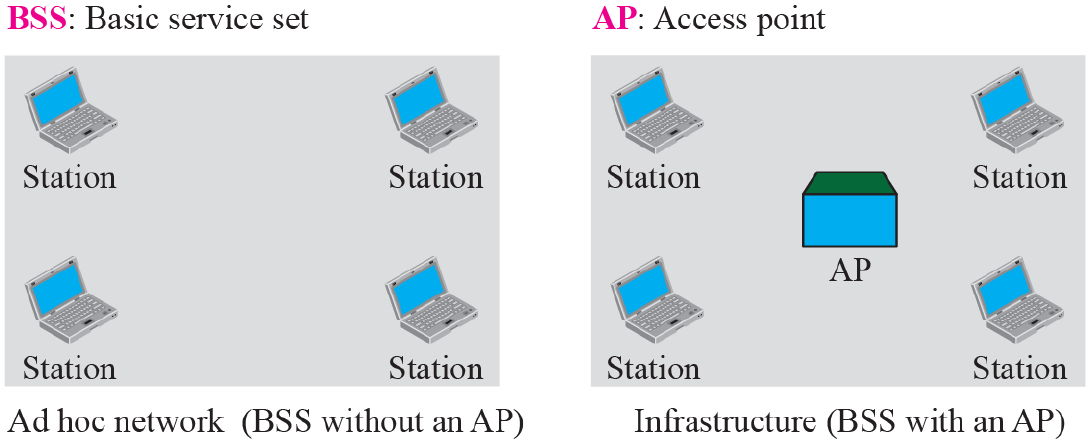 BSS: Basic service set
AP: Access point
Station
Station
Station
Station
AP
Station
Station
Station
Station
Ad hoc network (BSS without an AP)
Infrastructure (BSS with an AP)